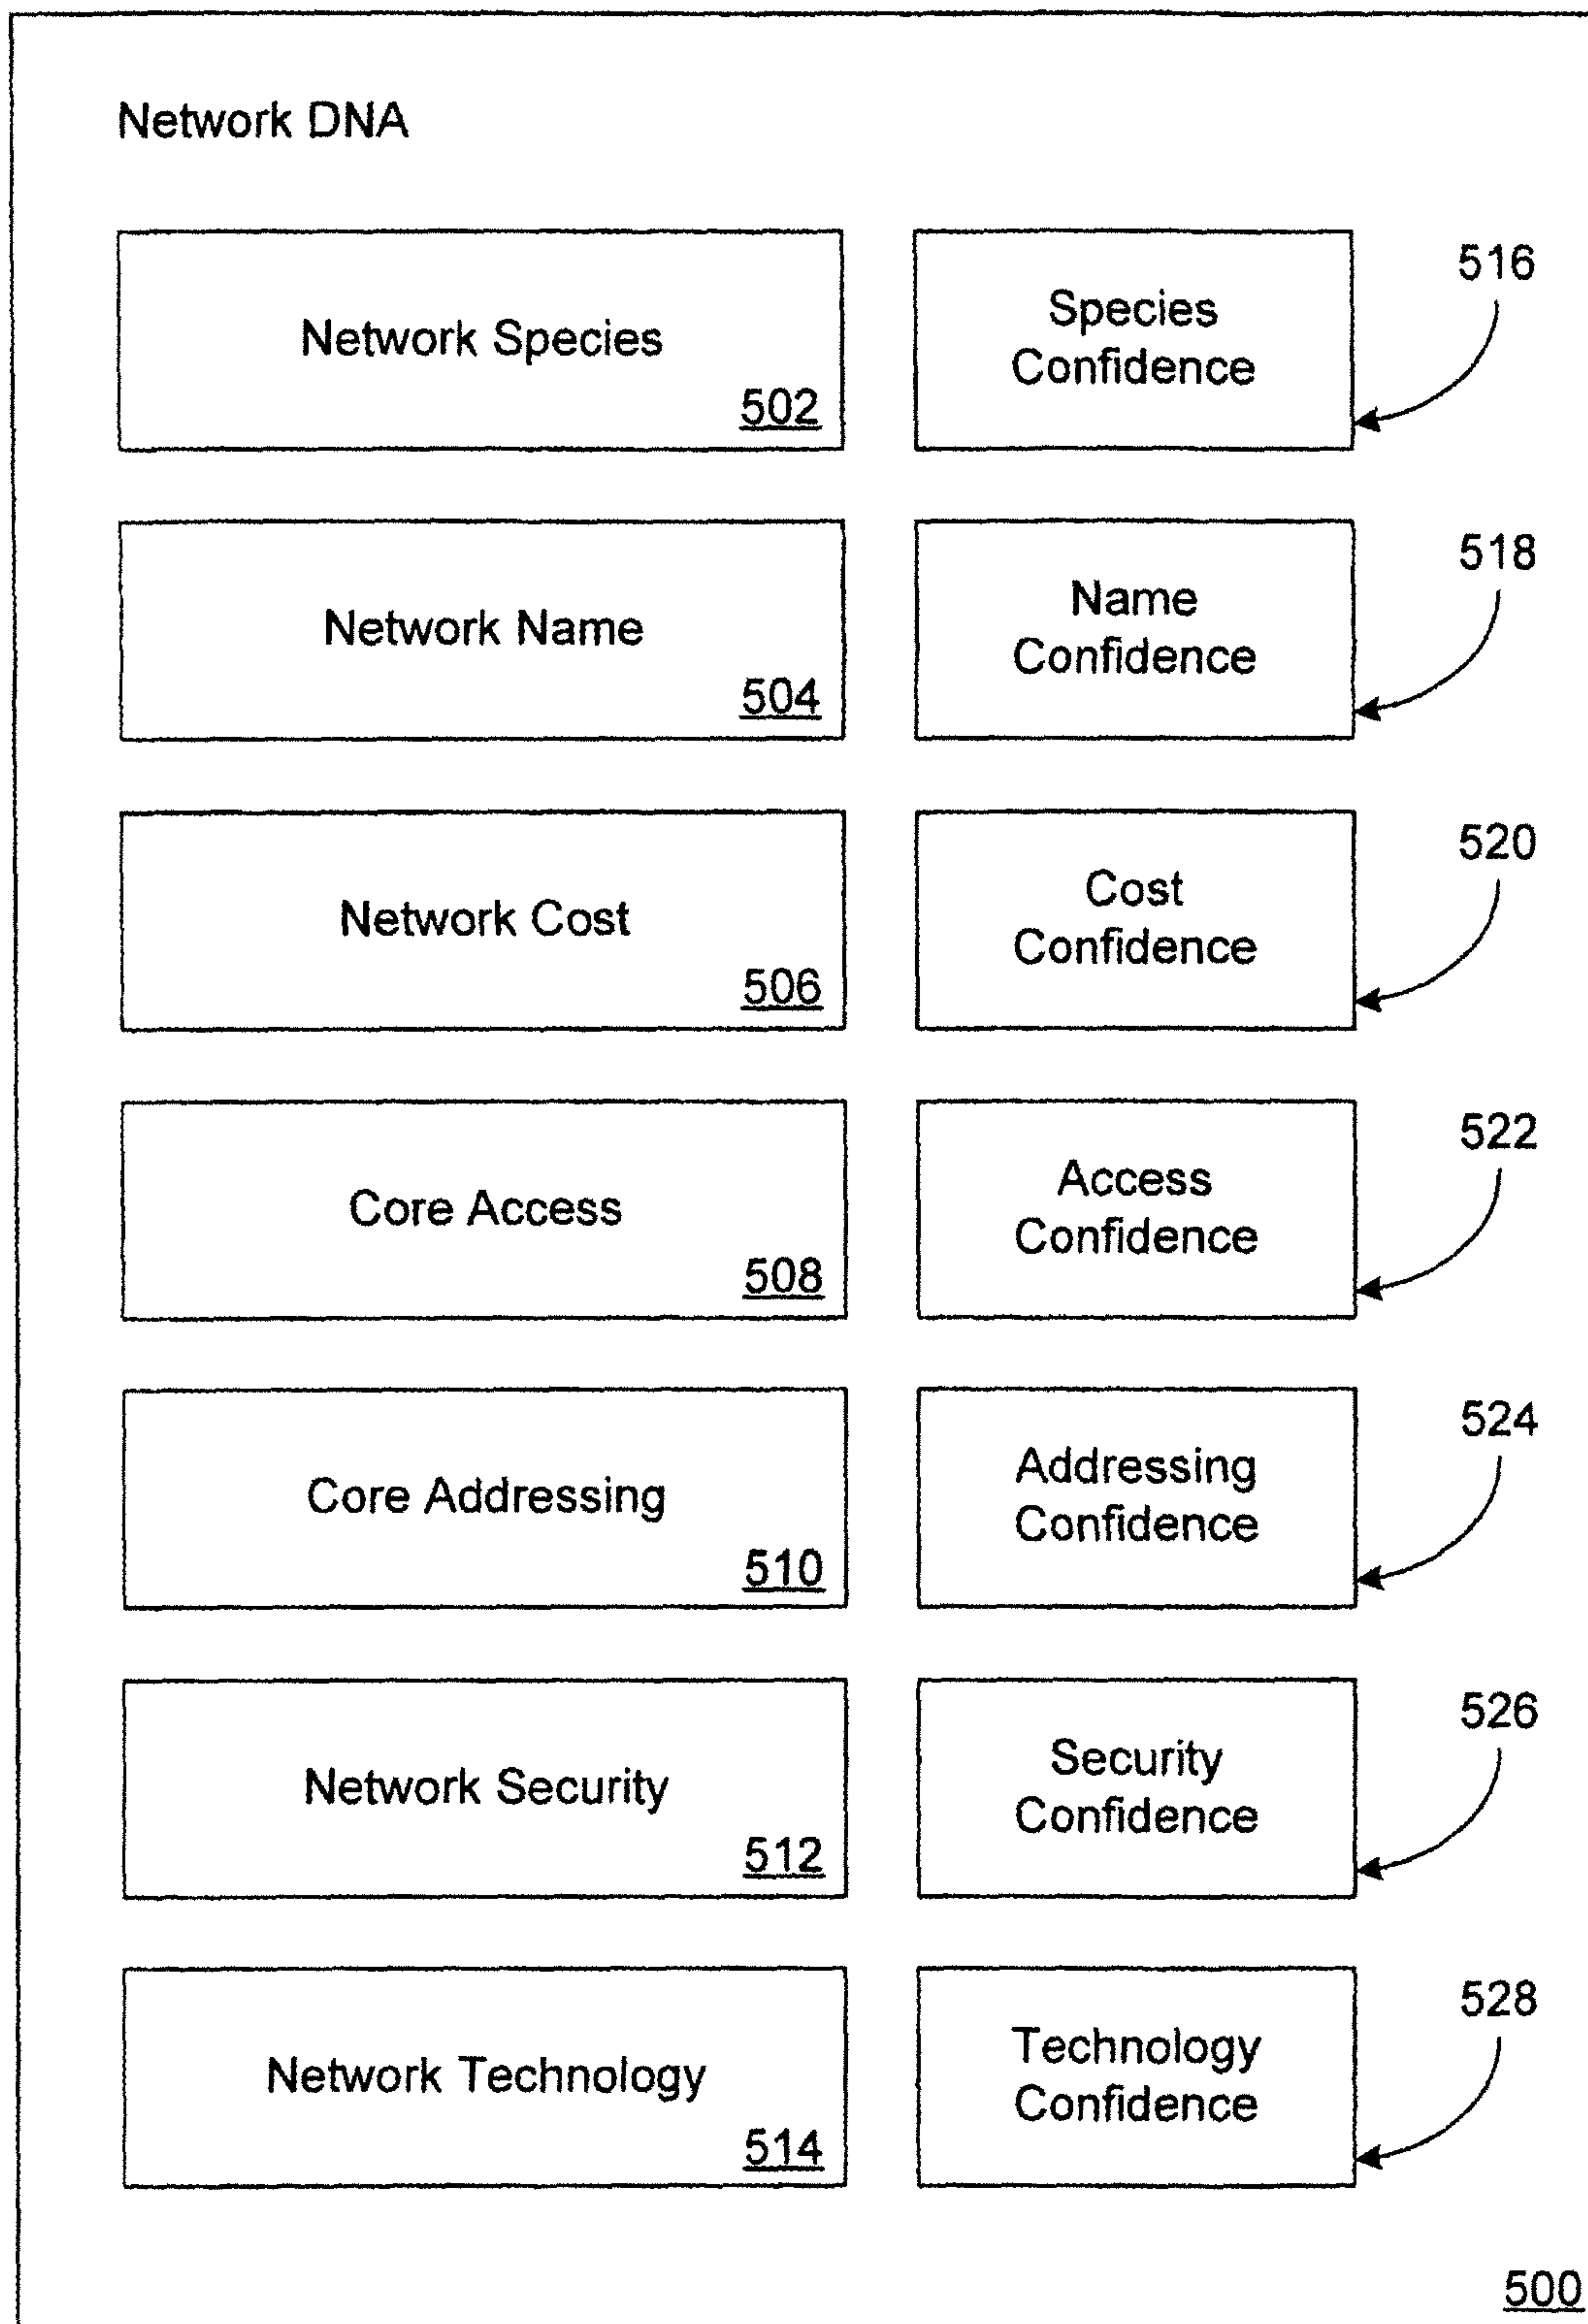 Network DNA
Network Species
502
Species
Confidence
516
Network Name
504
Name
Confidence
518
Network Cost
506
Cost
Confidence
520
Core Access
508
Access
Confidence
522
Core Addressing
510
Addressing
Confidence
524
Network Security
512
Security
Confidence
526
Network Technology
514
Technology
Confidence
528
500